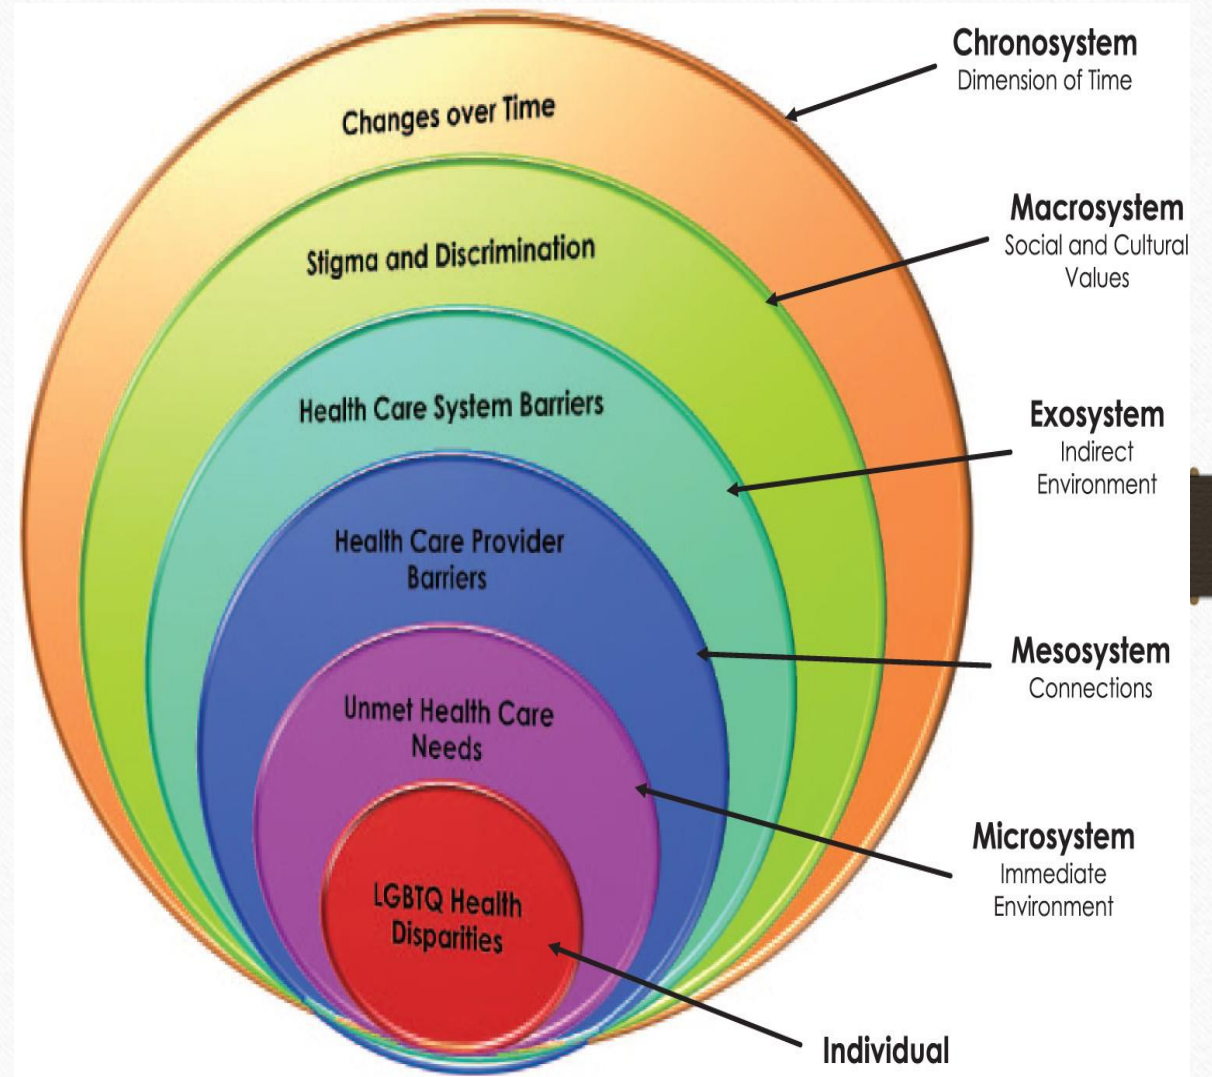 Chronosystem
Dimension of Time
Changes over Time
Macrosystem
Social and Cultural
Values
Stigma and Discrimination
Health Care System Barriers
Exosystem
Indirect
Environment
Health Care Provider
Barriers
Mesosystem
Connections
Unmet Health Care
Needs
Microsystem
Immediate
Environment
LGBTQ Health
Disparities
Individual